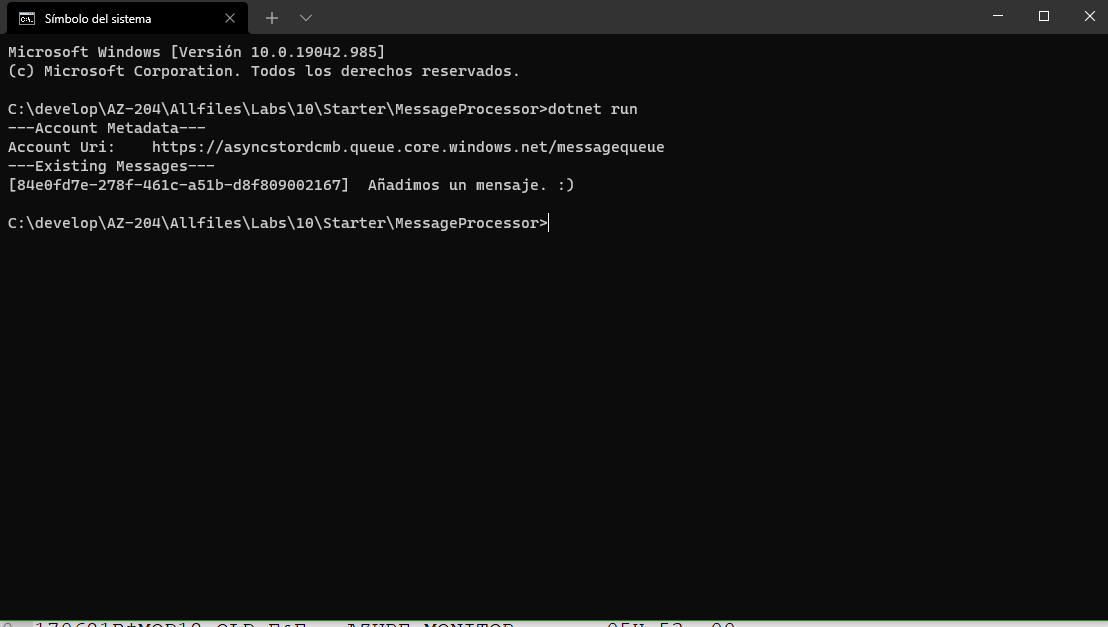 Símbolo del sistema
Microsoft Windows [Versión 10.0.19042.985]
(c) Microsoft Corporation. Todos los derechos reservados.
C:\develop\AZ-204\Allfiles\Labs\10\Starter\MessageProcessor>dotnet run
---Account Metadata---
Account Uri:    https://asyncstordcmb.queue.core.windows.net/messagequeue
---Existing Messages---
[84e0fd7e-278f-461c-a51b-d8f809002167]  Añadimos un mensaje. :)
C:\develop\AZ-204\Allfiles\Labs\10\Starter\MessageProcessor>